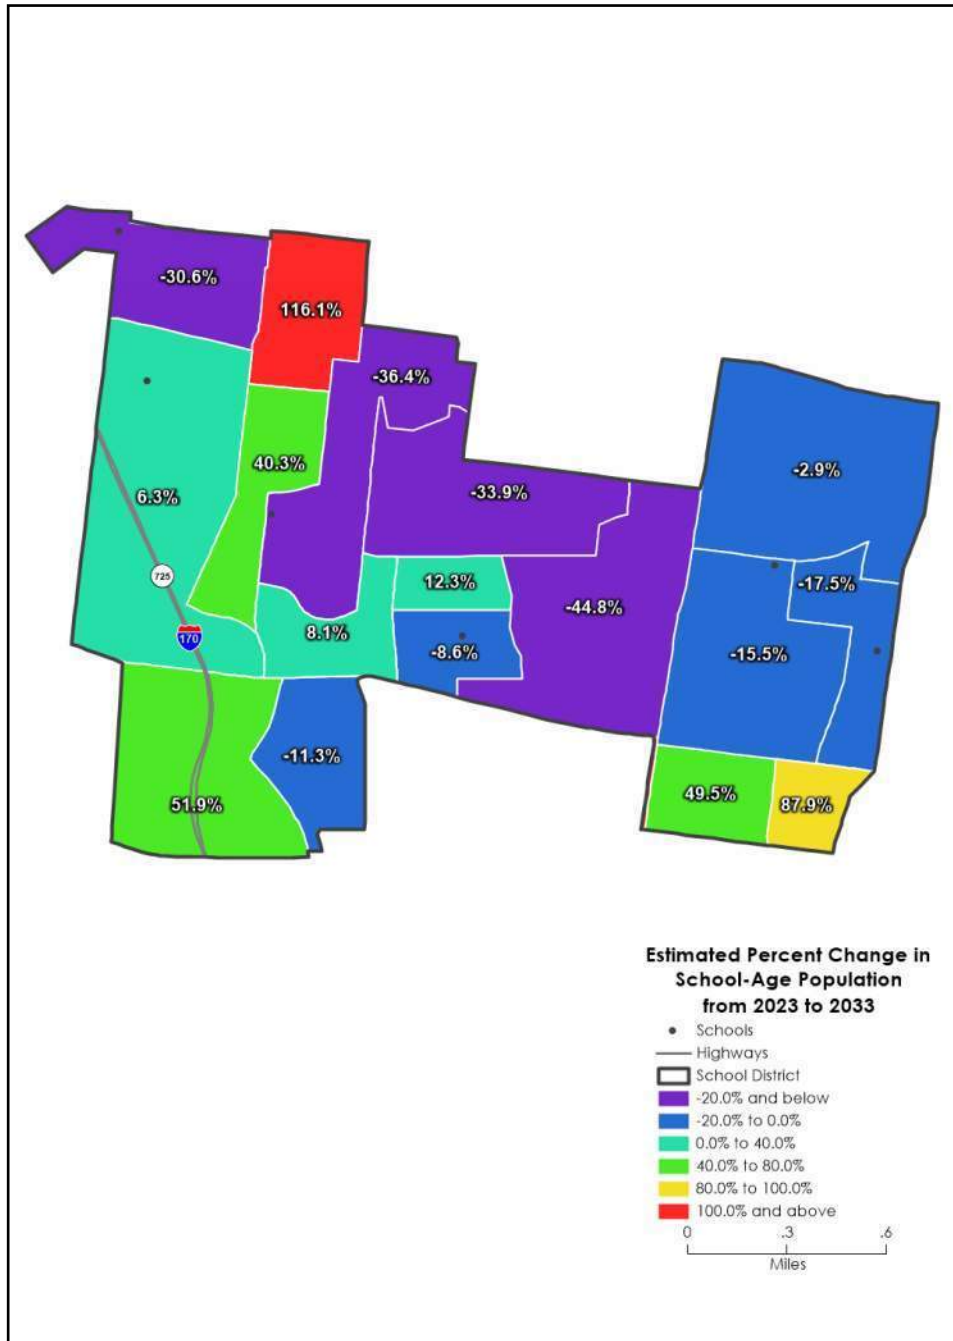 -30.6%
116.1%
-36.4%
40.3%
-2.9%
6.3%
-33.9%
-17.5%
725
12.3%
-44.8%
170
8.1%
-8.6%
-15.5%
-11.3%
51.9%
49.5%
87.9%
Estimated Percent Change in
School-Age Population
from 2023 to 2033
Schools
Highways
School District
-20.0% and below
-20.0% to 0.0%
0.0% to 40.0%
40.0% to 80.0%
80.0% to 100.0%
100.0% and above
0 .3 .6
Miles